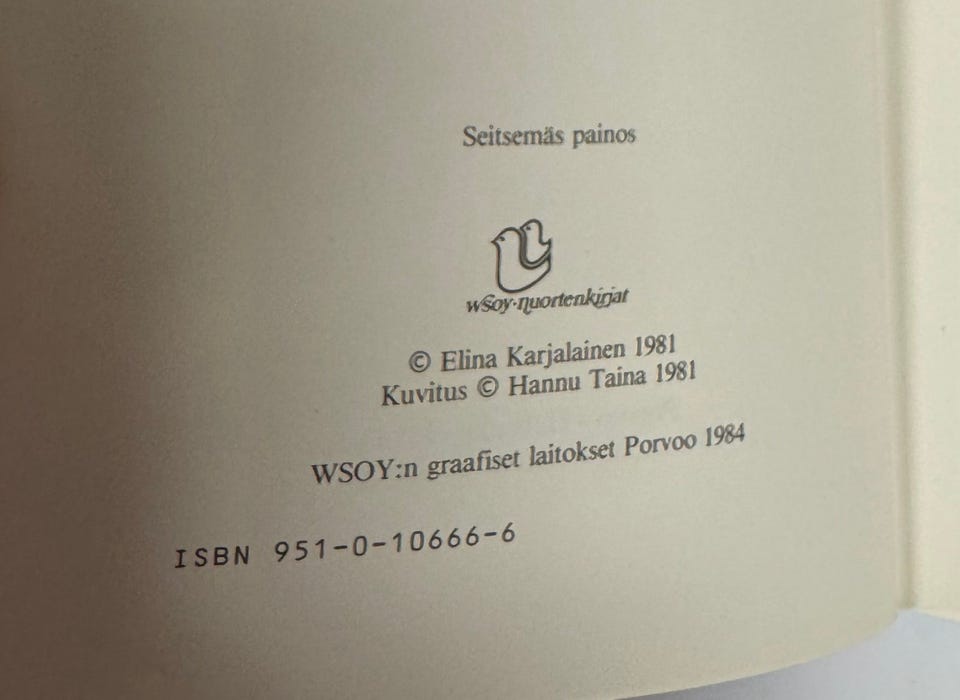 Seitsemäs painos
wsoy·nuortenkirjat
© Elina Karjalainen 1981
Kuvitus © Hannu Taina 1981
WSOY:n graafiset laitokset Porvoo 1984
ISBN 951-0-10666-6